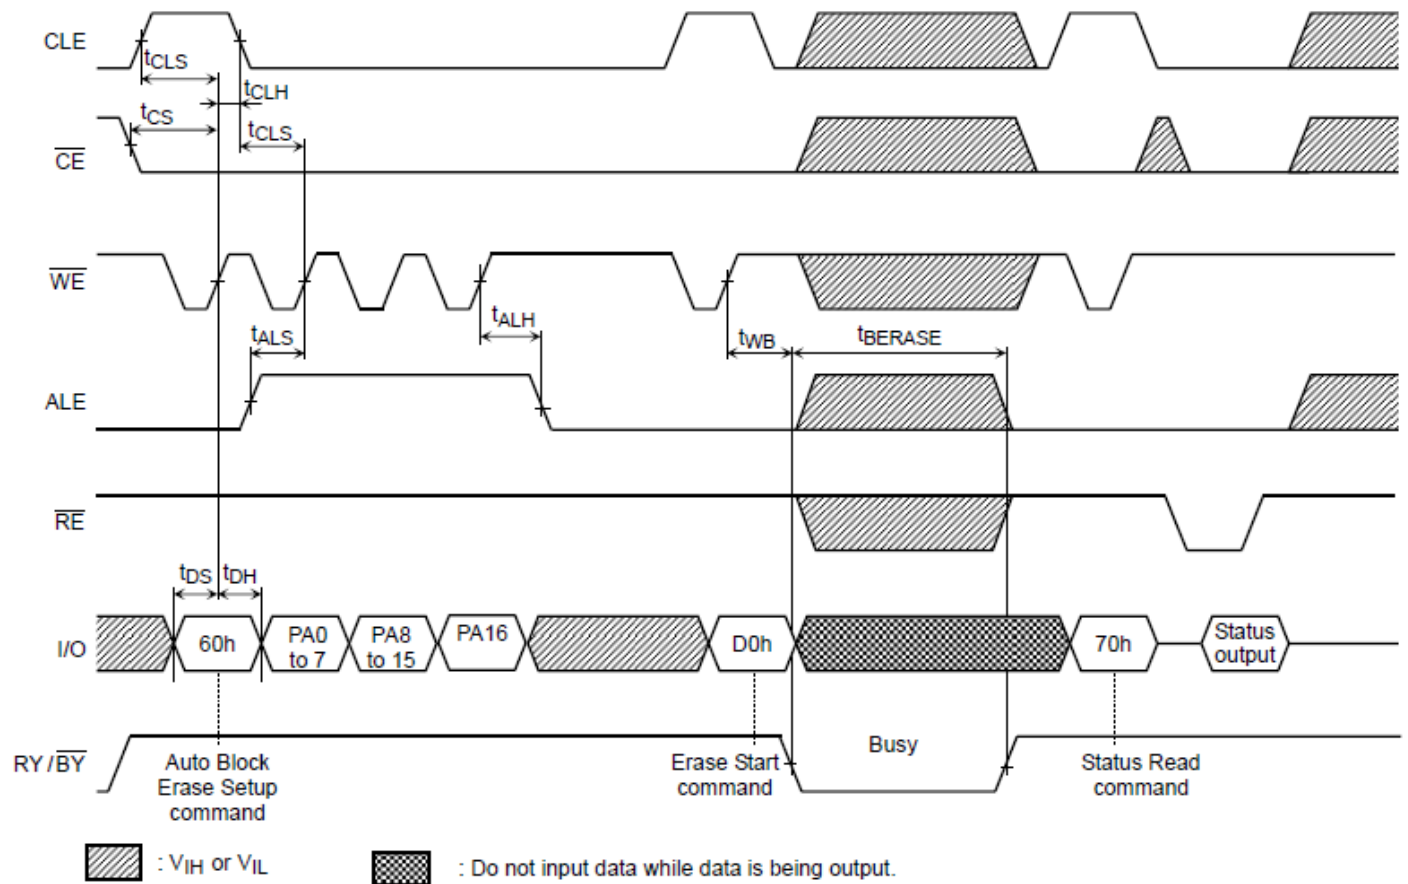 CLE
tCLS
tCLH
tCS
tCLS
CE
WE
tALS
tALH
tWB
tBERASE
ALE
RE
tDS
tDH
I/O
60h
PA0
to 7
PA8
to 15
PA16
D0h
70h
Status
output
RY/BY
Busy
Auto Block
Erase Setup
command
Erase Start
command
Status Read
command
: VIH or VIL
: Do not input data while data is being output.